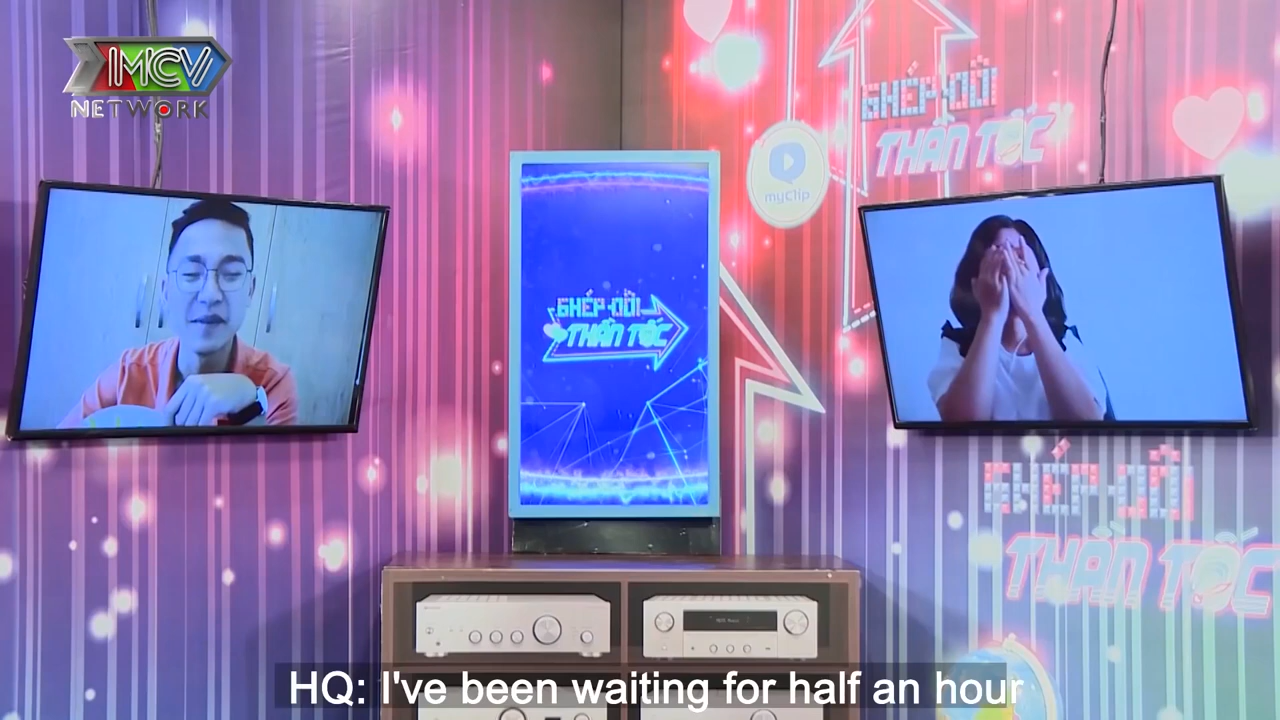 MCV
NETWORK
GHÉP ĐÔI
THẦN TỐC
myClip
GHÉP ĐÔI
THẦN TỐC
GHÉP ĐÔI
THẦN TỐC
HQ: I've been waiting for half an hour